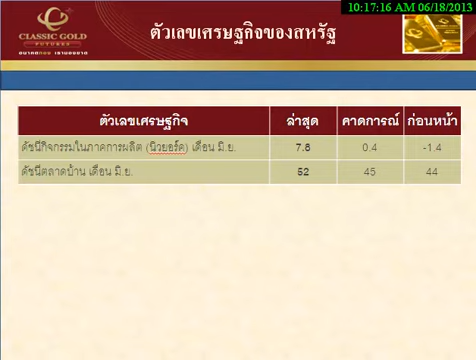 10:17:16 AM 06/18/2013
CLASSIC GOLD
FUTURES
ตัวเลขเศรษฐกิจของสหรัฐ
ตัวเลขเศรษฐกิจ ล่าสุด คาดการณ์ ก่อนหน้า
ดัชนีกิจกรรมในภาคการผลิต (นิวยอร์ค) เดือน มิ.ย. 7.8 0.4 -1.4
ดัชนีตลาดบ้าน เดือน มิ.ย. 52 45 44